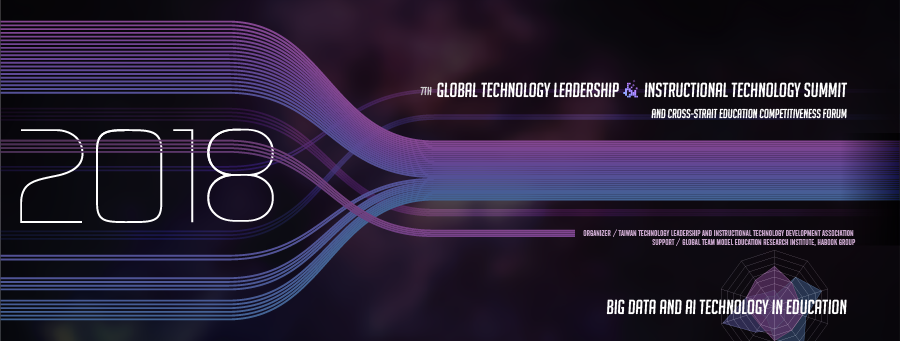 2018
7TH GLOBAL TECHNOLOGY LEADERSHIP & INSTRUCTIONAL TECHNOLOGY SUMMIT
AND CROSS-STRAIT EDUCATION COMPETITIVENESS FORUM
ORGANIZER / TAIWAN TECHNOLOGY LEADERSHIP AND INSTRUCTIONAL TECHNOLOGY DEVELOPMENT ASSOCIATION
SUPPORT / GLOBAL TEAM MODEL EDUCATION RESEARCH INSTITUTE, HABOOK GROUP
BIG DATA AND AI TECHNOLOGY IN EDUCATION